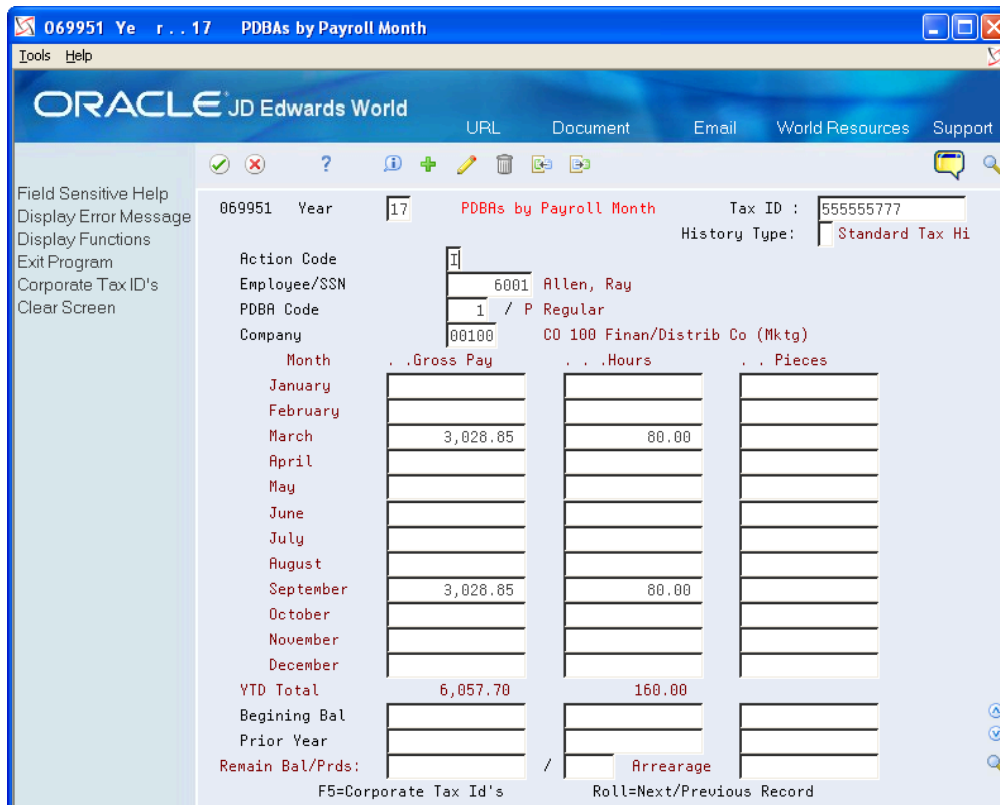 069951 Ye r . . 17 PDBAs by Payroll Month
Tools Help
ORACLE JD Edwards World
URL Document Email World Resources Support
Field Sensitive Help
Display Error Message
Display Functions
Exit Program
Corporate Tax ID's
Clear Screen
069951 Year 17 PDBAs by Payroll Month Tax ID : 555555777
History Type: Standard Tax Hi
Action Code I
Employee/SSN 6001 Allen, Ray
PDBA Code 1 / P Regular
Company 00100 CO 100 Finan/Distrib Co (Mktg)
Month . .Gross Pay . . .Hours . . Pieces
January
February
March 3,028.85 80.00
April
May
June
July
August
September 3,028.85 80.00
October
November
December
YTD Total 6,057.70 160.00
Begining Bal
Prior Year
Remain Bal/Prds: / Arrearage
F5=Corporate Tax Id's Roll=Next/Previous Record